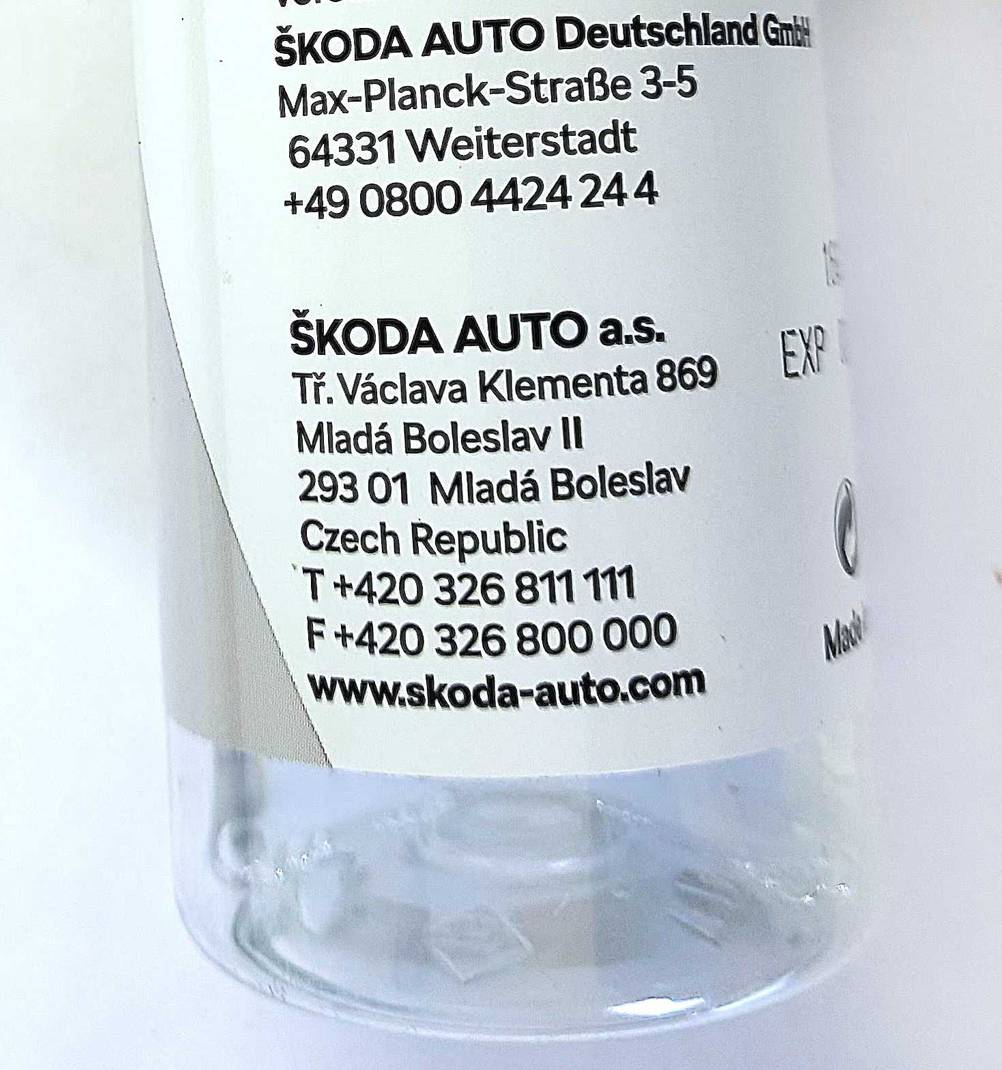 ŠKODA AUTO Deutschland GmbH
Max-Planck-Straße 3-5
64331 Weiterstadt
+49 0800 4424 24 4
ŠKODA AUTO a.s.
Tř. Václava Klementa 869
Mladá Boleslav II
293 01 Mladá Boleslav
Czech Republic
T +420 326 811 111
F +420 326 800 000
www.skoda-auto.com
EXP
Made